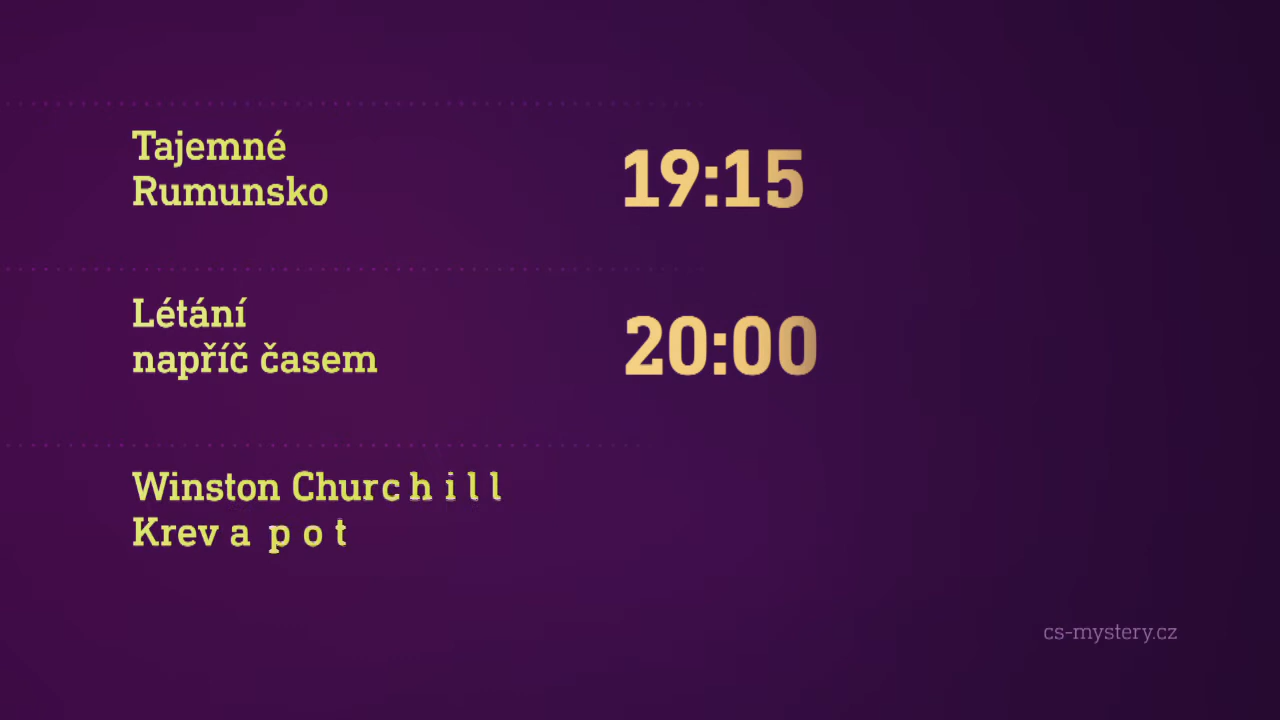 Tajemné
Rumunsko
19:15
Létání
napříč časem
20:00
Winston Churchill
Krev a pot
cs-mystery.cz